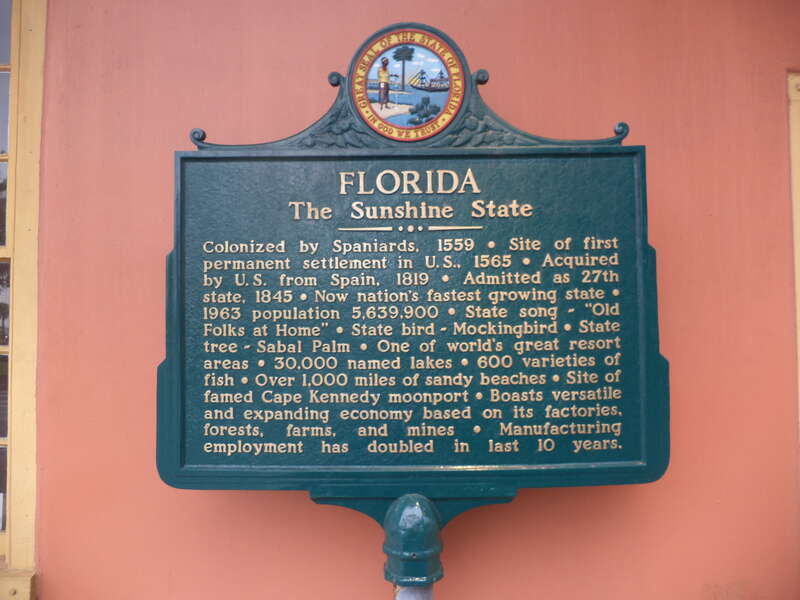 GREAT SEAL OF THE STATE OF FLORIDA
• IN GOD WE TRUST •
FLORIDA
The Sunshine State
Colonized by Spaniards, 1559 • Site of first
permanent settlement in U.S., 1565 • Acquired
by U.S. from Spain, 1819 • Admitted as 27th
state, 1845 • Now nation's fastest growing state •
1963 population 5,639,900 • State song - "Old
Folks at Home" • State bird - Mockingbird • State
tree - Sabal Palm • One of world's great resort
areas • 30,000 named lakes • 600 varieties of
fish • Over 1,000 miles of sandy beaches • Site of
famed Cape Kennedy moonport • Boasts versatile
and expanding economy based on its factories,
forests, farms, and mines • Manufacturing
employment has doubled in last 10 years.